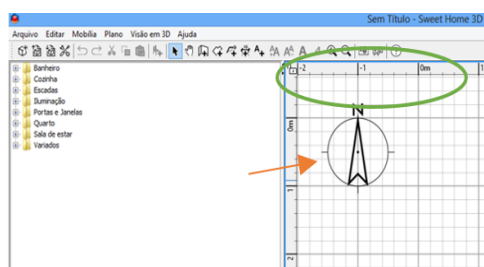 Sem Título - Sweet Home 3D
Arquivo Editar Mobília Plano Visão em 3D Ajuda
Banheiro
Cozinha
Escadas
Iluminação
Portas e Janelas
Quarto
Sala de estar
Variados
-2 -1 0m 1
0m
1
2
N